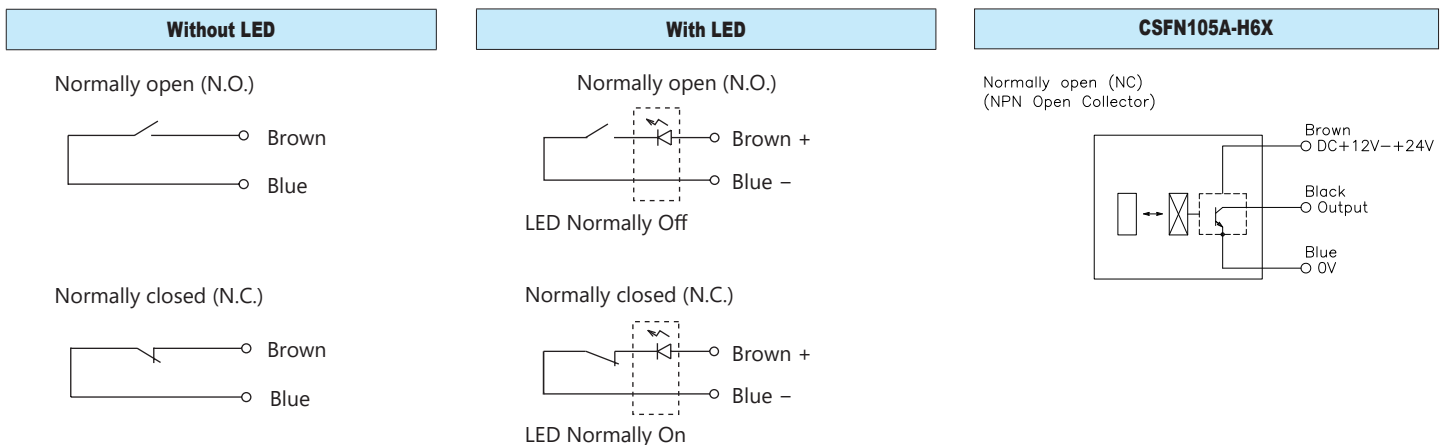 Without LED
Normally open (N.O.)
Brown
Blue
Normally closed (N.C.)
Brown
Blue
With LED
Normally open (N.O.)
Brown +
Blue −
LED Normally Off
Normally closed (N.C.)
Brown +
Blue −
LED Normally On
CSFN105A-H6X
Normally open (NC)
(NPN Open Collector)
Brown
DC+12V−+24V
Black
Output
Blue
0V